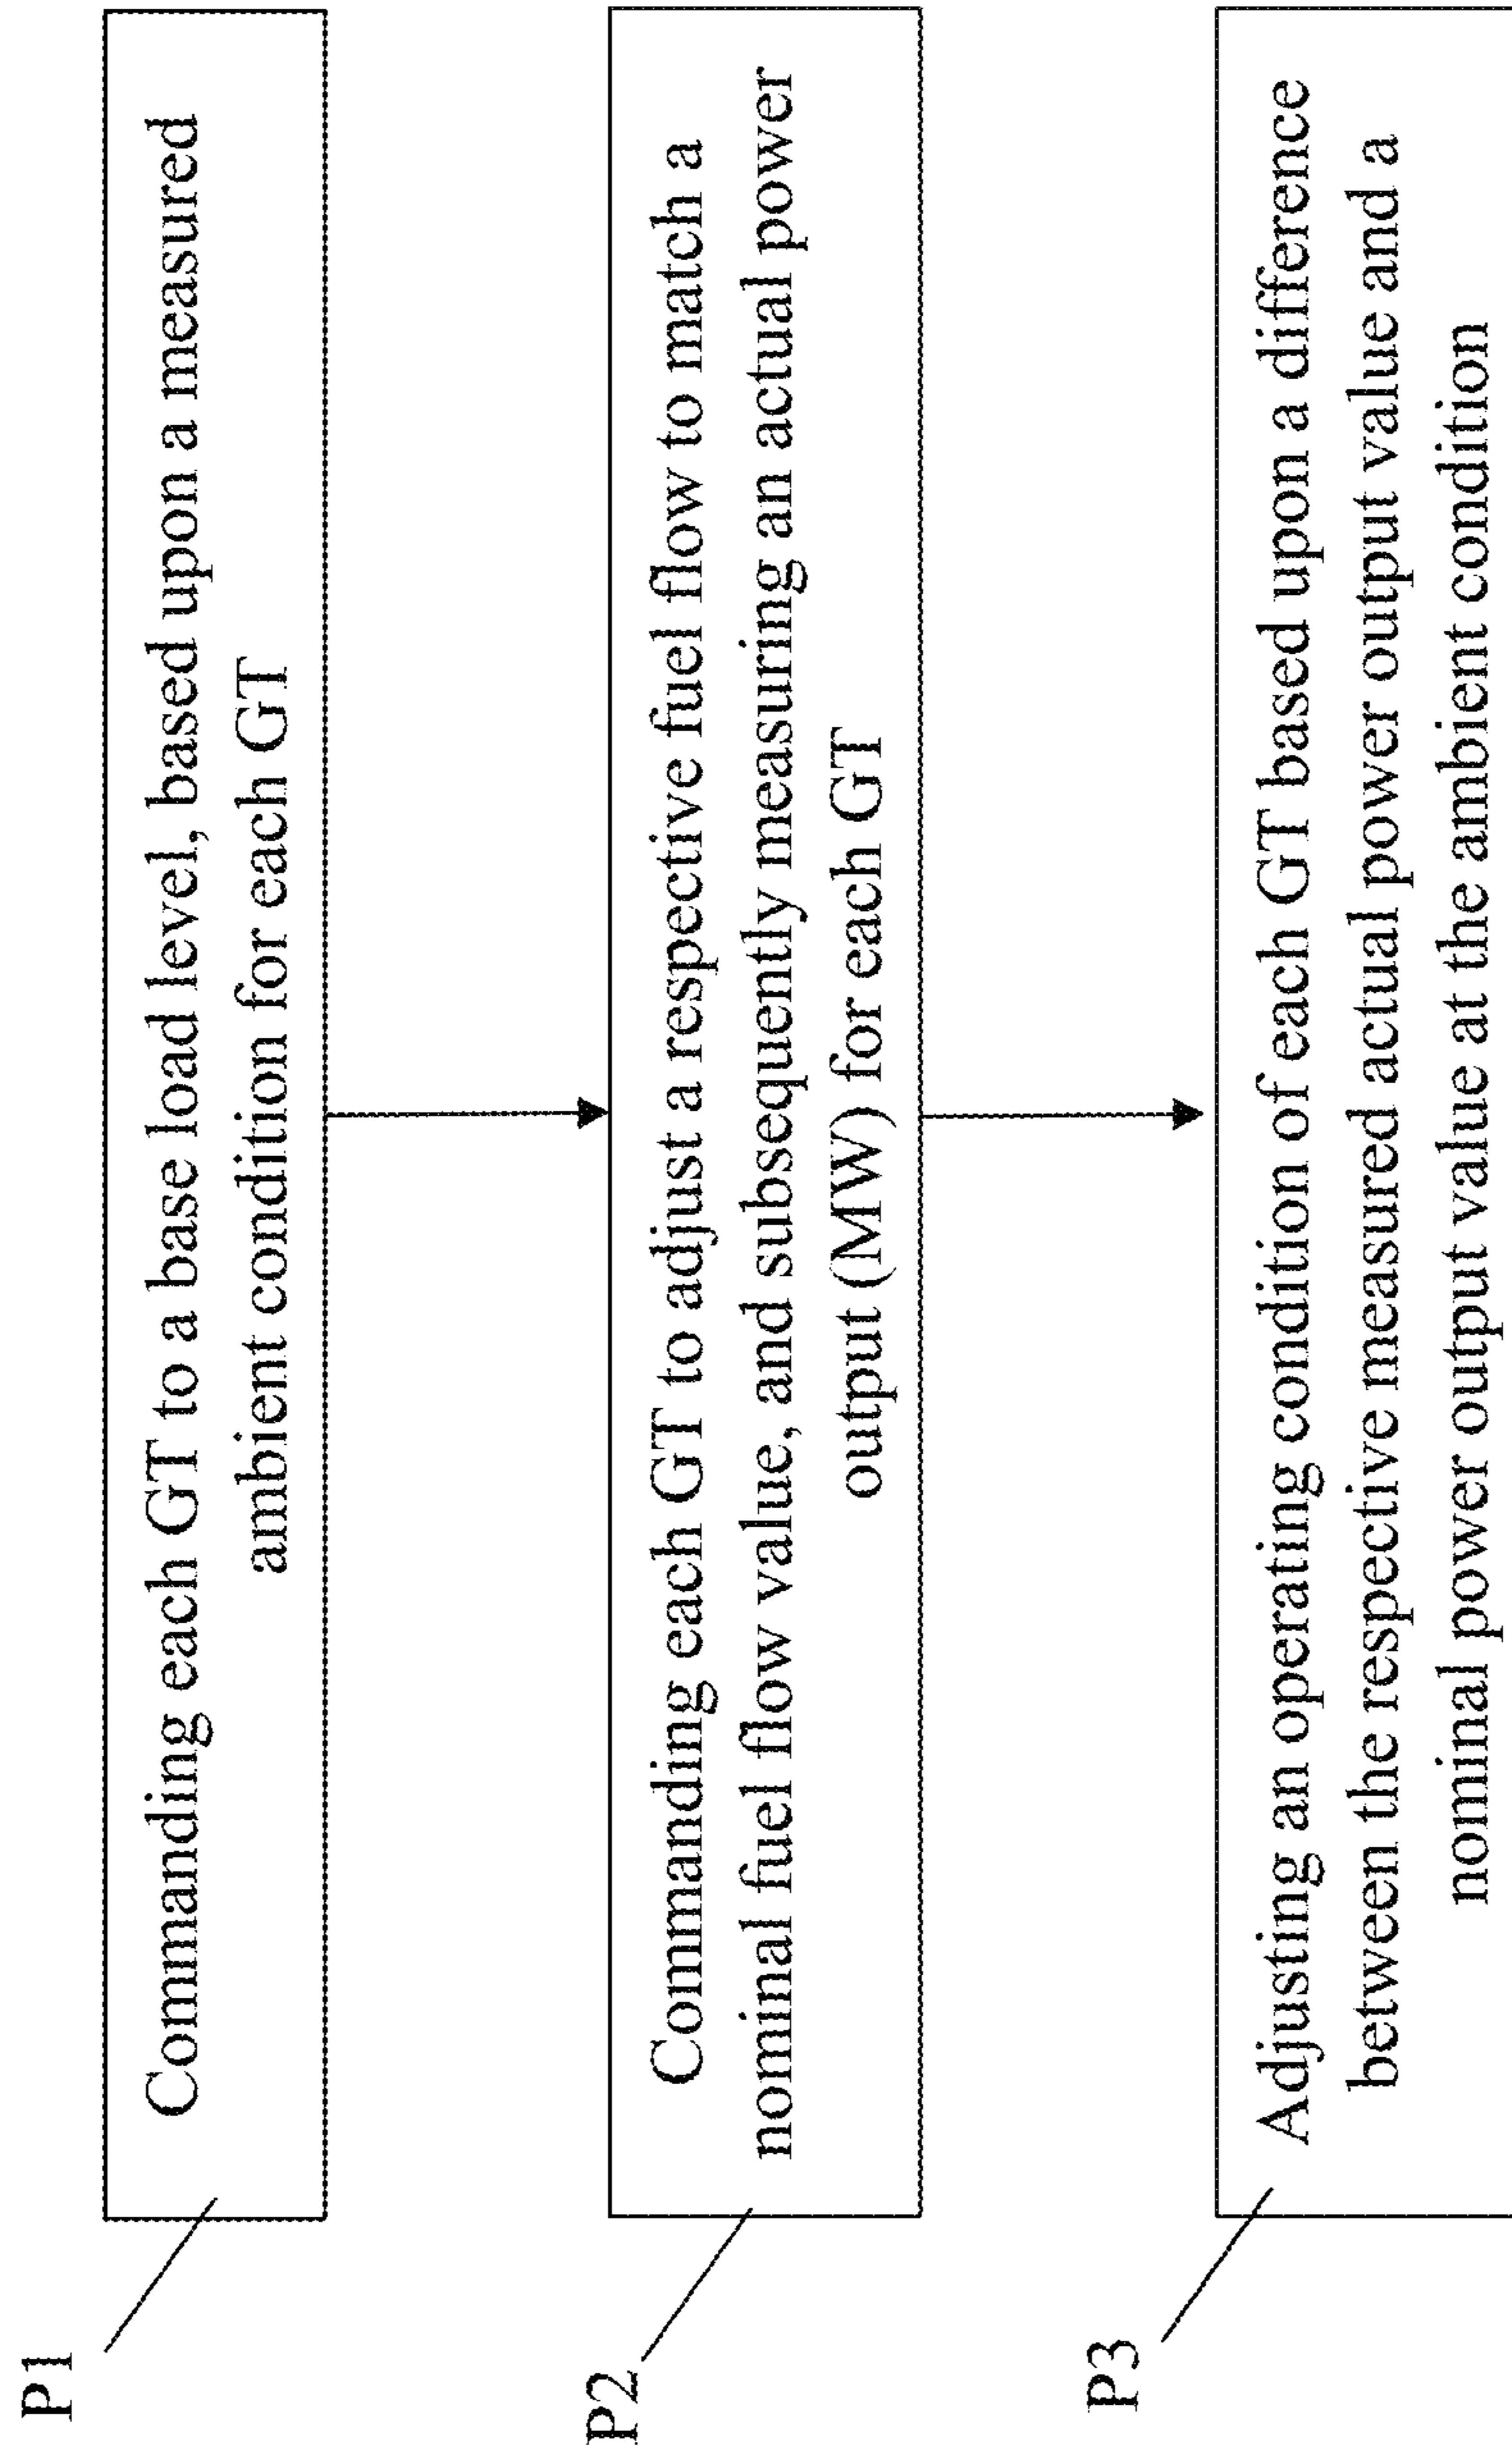 P1
Commanding each GT to a base load level, based upon a measured
ambient condition for each GT
P2
Commanding each GT to adjust a respective fuel flow to match a
nominal fuel flow value, and subsequently measuring an actual power
output (MW) for each GT
P3
Adjusting an operating condition of each GT based upon a difference
between the respective measured actual power output value and a
nominal power output value at the ambient condition